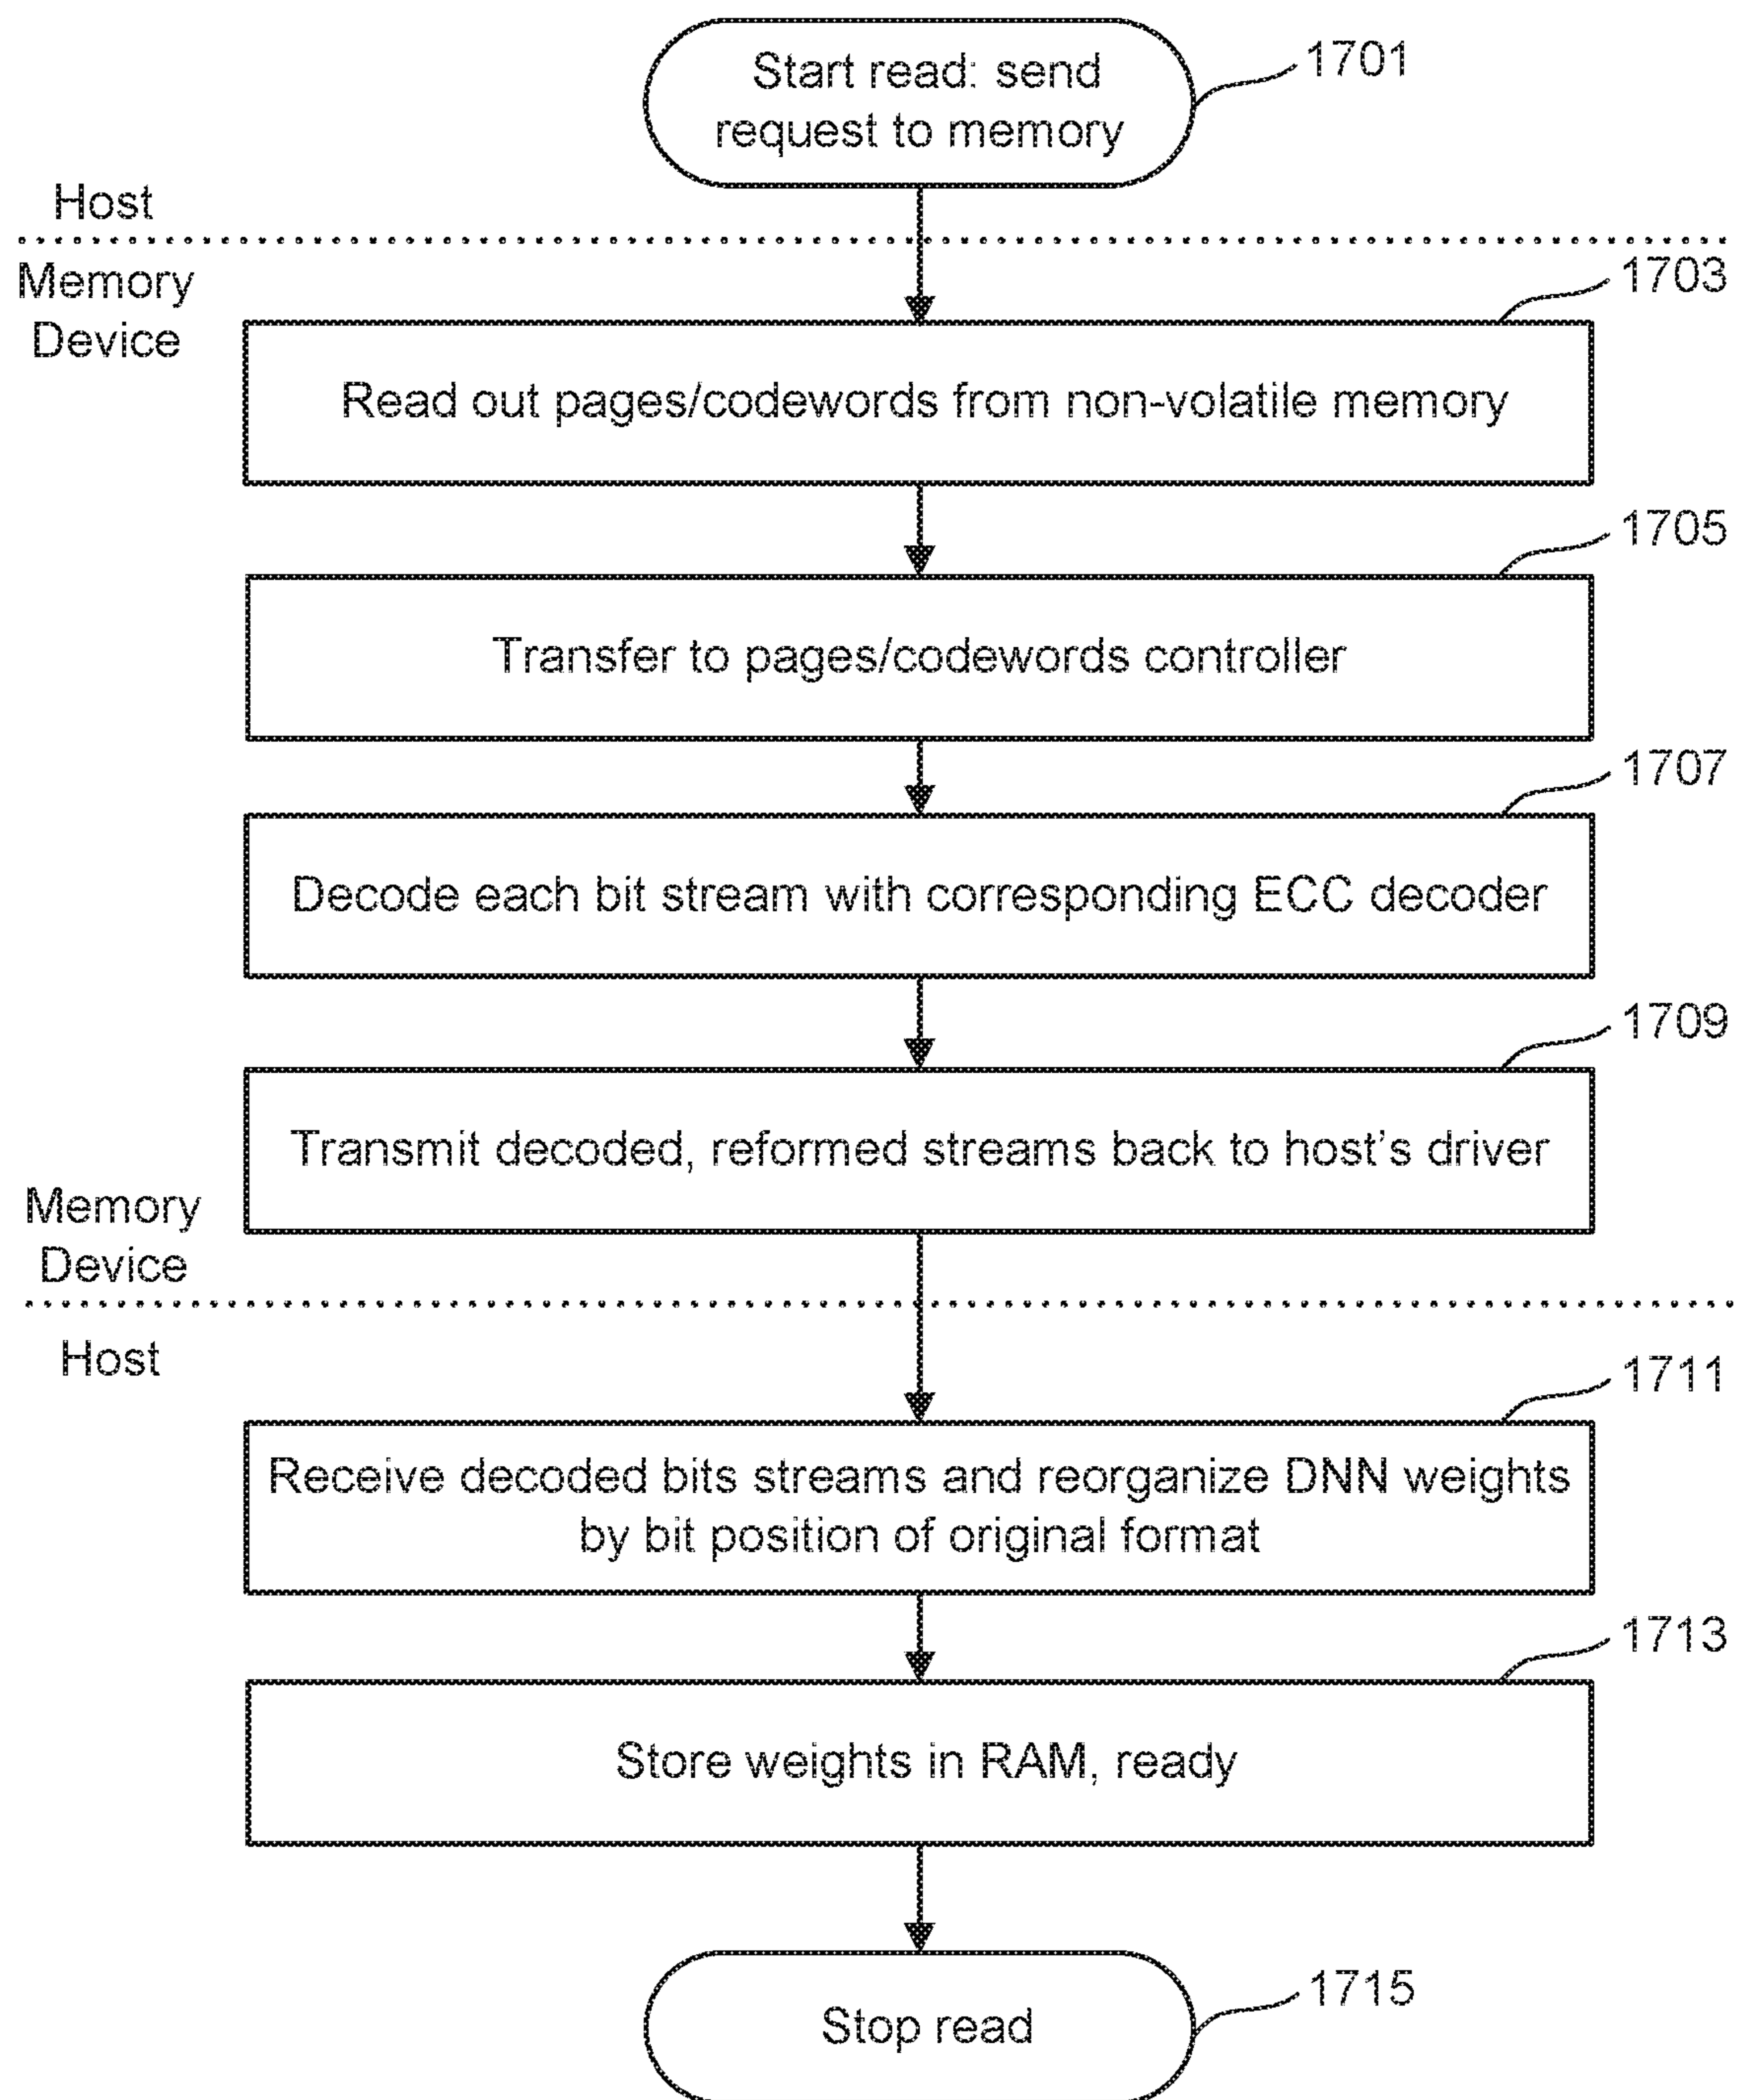 Start read: send
request to memory
1701
Host
Memory
Device
1703
Read out pages/codewords from non-volatile memory
1705
Transfer to pages/codewords controller
1707
Decode each bit stream with corresponding ECC decoder
1709
Transmit decoded, reformed streams back to host's driver
Memory
Device
Host
1711
Receive decoded bits streams and reorganize DNN weights
by bit position of original format
1713
Store weights in RAM, ready
1715
Stop read